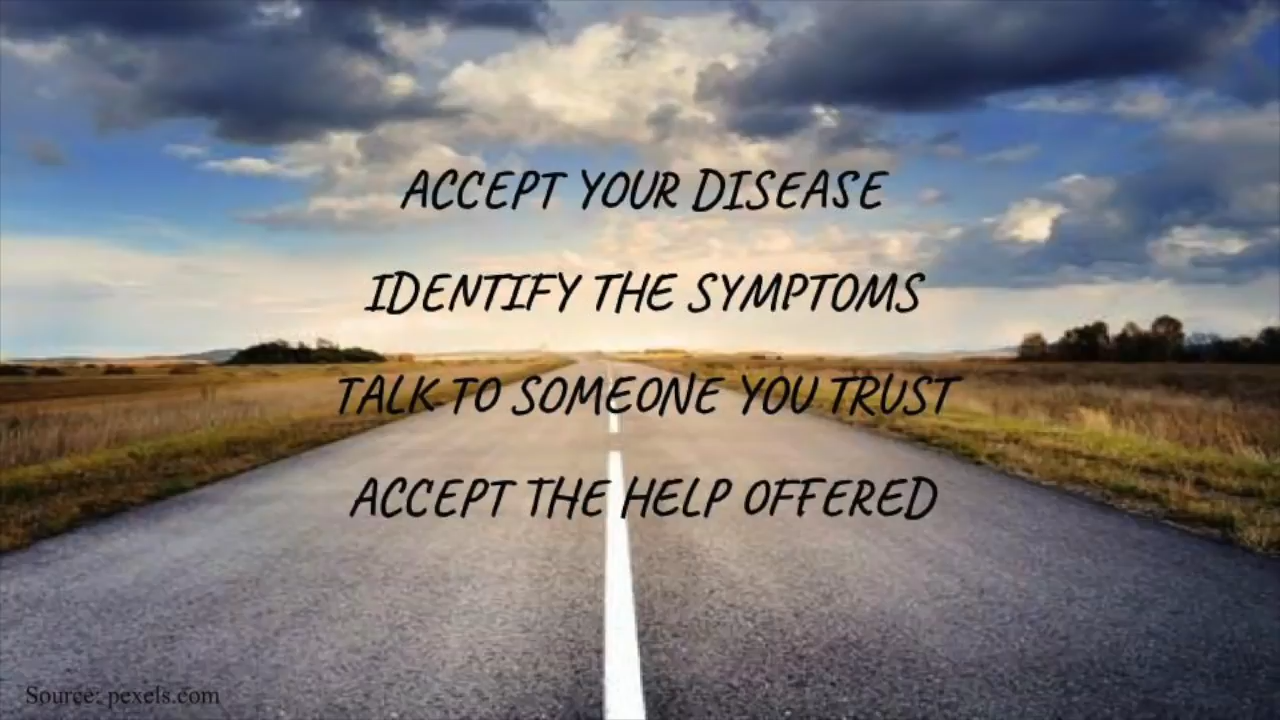 ACCEPT YOUR DISEASE
IDENTIFY THE SYMPTOMS
TALK TO SOMEONE YOU TRUST
ACCEPT THE HELP OFFERED
Source: pexels.com